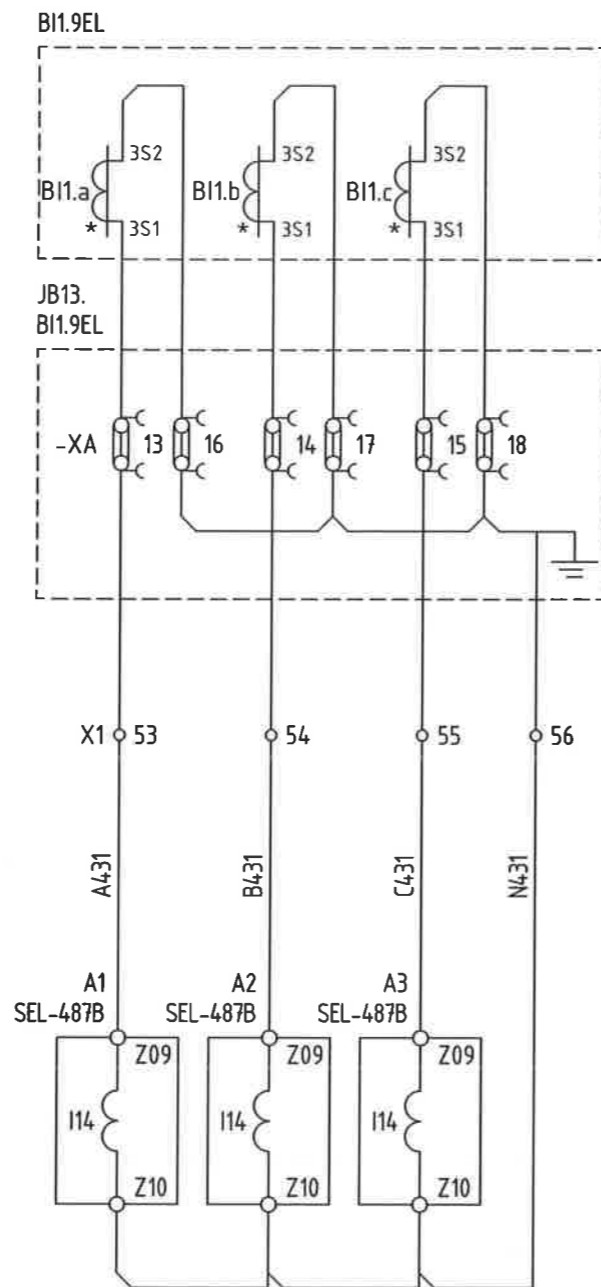 BI1.9EL
3S2 3S2 3S2
BI1.a BI1.b BI1.c
* 3S1 * 3S1 * 3S1
JB13.
BI1.9EL
-XA 13 16 14 17 15 18
X1 53 54 55 56
A431 B431 C431 N431
A1 A2 A3
SEL-487B SEL-487B SEL-487B
Z09 Z09 Z09
I14 I14 I14
Z10 Z10 Z10